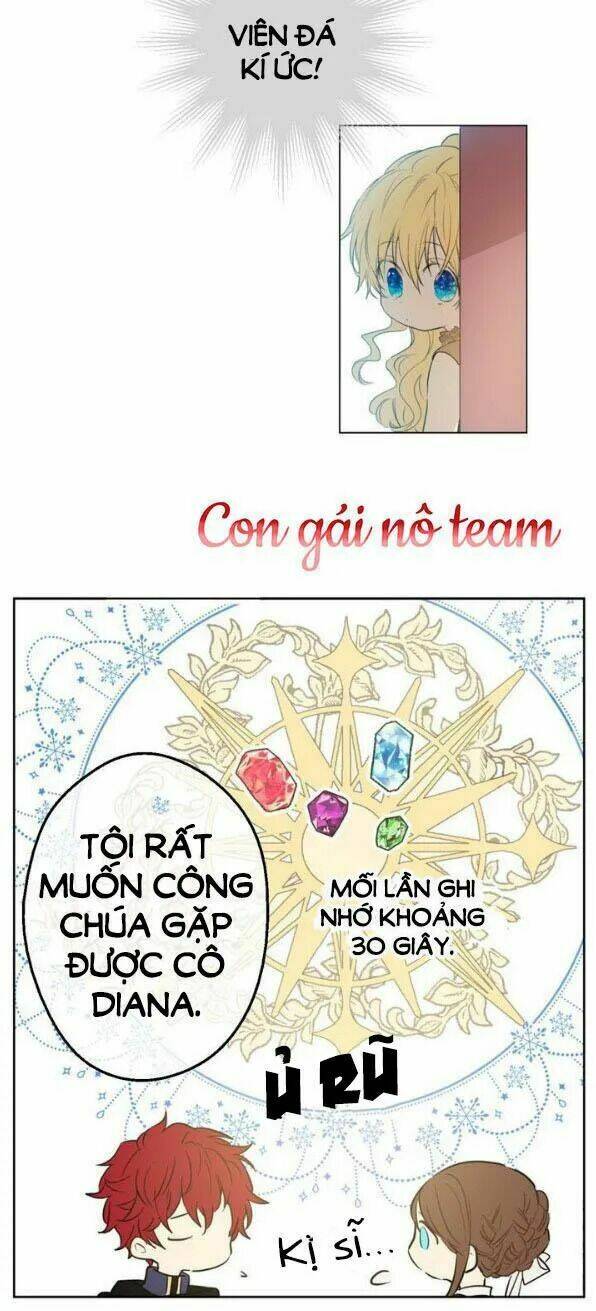 VIÊN ĐÁ
KÍ ỨC!
Con gái nô team
TÔI RẤT
MUỐN CÔNG
CHÚA GẶP
ĐƯỢC CÔ
DIANA.
MỖI LẦN GHI
NHỚ KHOẢNG
30 GIÂY.
Ủ RŨ
KỊ SĨ...